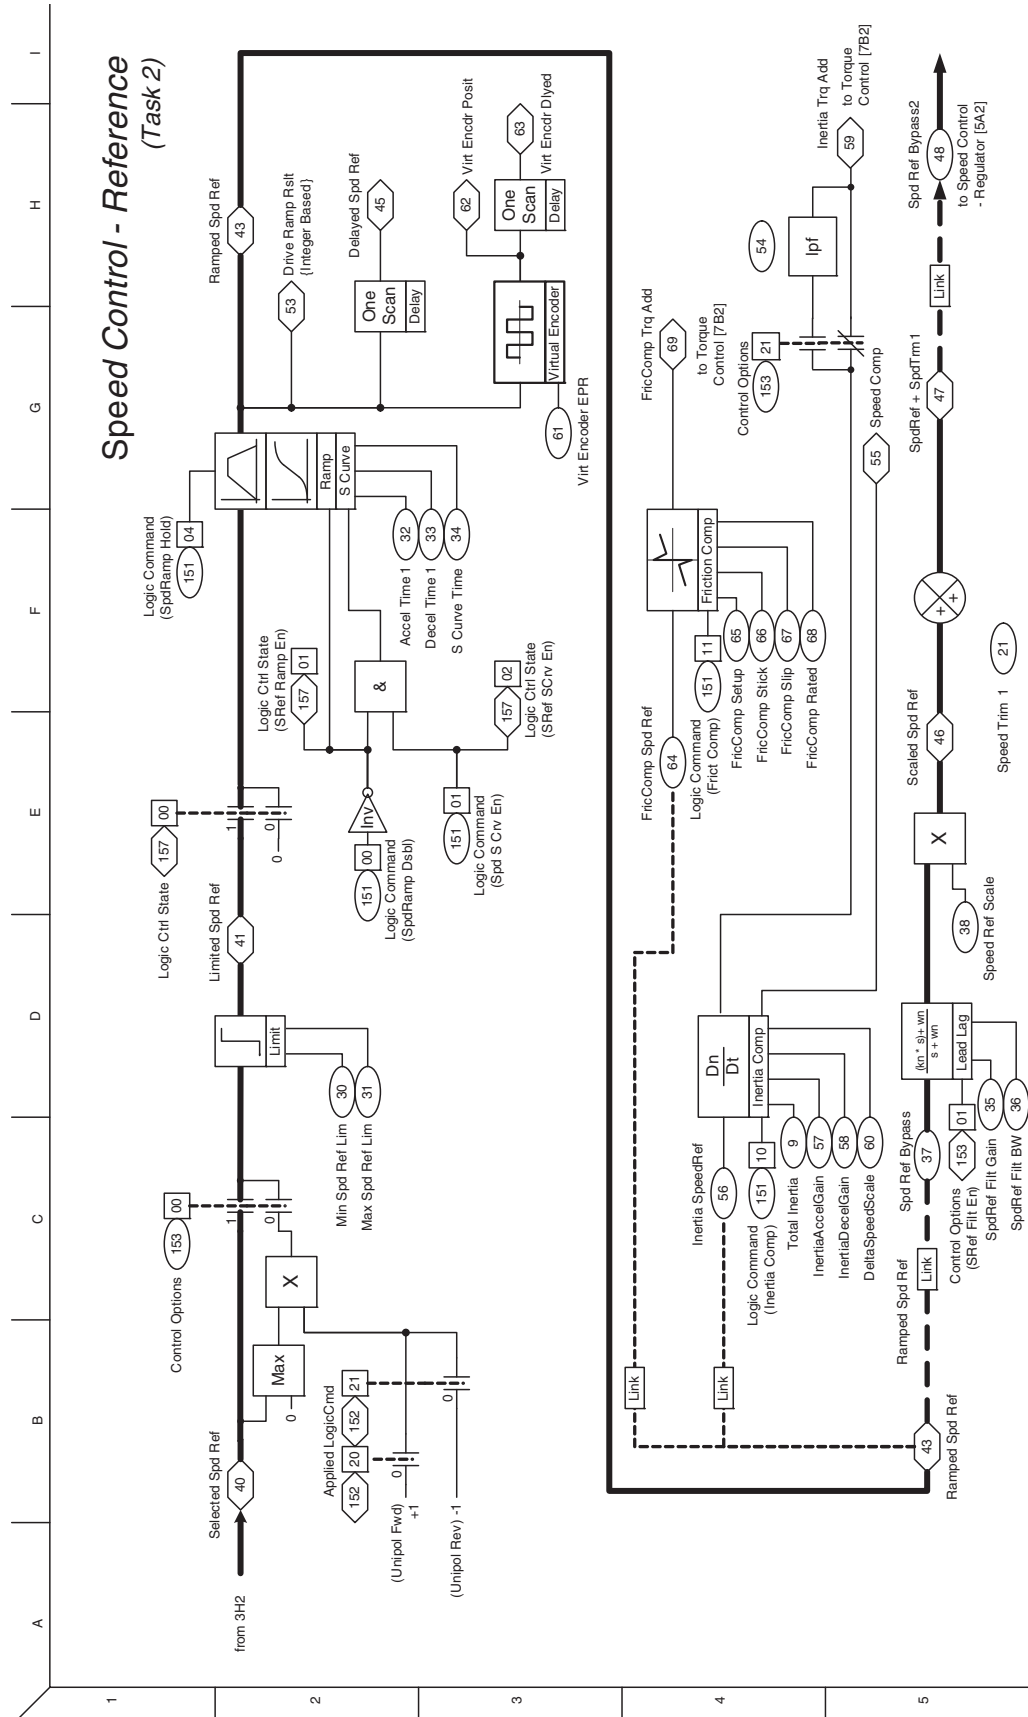 Speed Control - Reference
(Task 2)
A
B
C
D
E
F
G
H
I
1
2
3
4
5
from 3H2
Selected Spd Ref
40
Max
0
X
Control Options
153
00
1
0
Applied LogicCmd
152
20
152
21
0
0
(Unipol Fwd)
+1
(Unipol Rev) -1
Limit
30
Min Spd Ref Lim
31
Max Spd Ref Lim
Limited Spd Ref
41
Logic Ctrl State
157
00
1
0
0
Inv
151
00
Logic Command
(SpdRamp Dsbl)
151
01
Logic Command
(Spd S Crv En)
Logic Ctrl State
(SRef Ramp En)
157
01
&
157
02
Logic Ctrl State
(SRef SCrv En)
Logic Command
(SpdRamp Hold)
151
04
Ramp
S Curve
32
Accel Time 1
33
Decel Time 1
34
S Curve Time
Ramped Spd Ref
43
53
Drive Ramp Rslt
{Integer Based}
One
Scan
Delay
Delayed Spd Ref
45
Virtual Encoder
61
Virt Encoder EPR
62
Virt Encdr Posit
One
Scan
Delay
63
Virt Encdr Dlyed
Link
Link
FricComp Spd Ref
64
Logic Command
(Frict Comp)
151
11
Friction Comp
65
FricComp Setup
66
FricComp Stick
67
FricComp Slip
68
FricComp Rated
FricComp Trq Add
69
to Torque
Control [7B2]
Inertia SpeedRef
56
Dn
Dt
Inertia Comp
Logic Command
(Inertia Comp)
151
10
9
Total Inertia
57
InertiaAccelGain
58
InertiaDecelGain
60
DeltaSpeedScale
Control Options
153
21
54
lpf
55
Speed Comp
Inertia Trq Add
59
to Torque
Control [7B2]
43
Ramped Spd Ref
Ramped Spd Ref
Link
Spd Ref Bypass
37
(kn * s)+ wn
s + wn
Lead Lag
153
01
Control Options
(SRef Filt En)
35
SpdRef Filt Gain
36
SpdRef Filt BW
X
38
Speed Ref Scale
Scaled Spd Ref
46
+
+
21
Speed Trim 1
SpdRef + SpdTrm1
47
Link
Spd Ref Bypass2
48
to Speed Control
- Regulator [5A2]